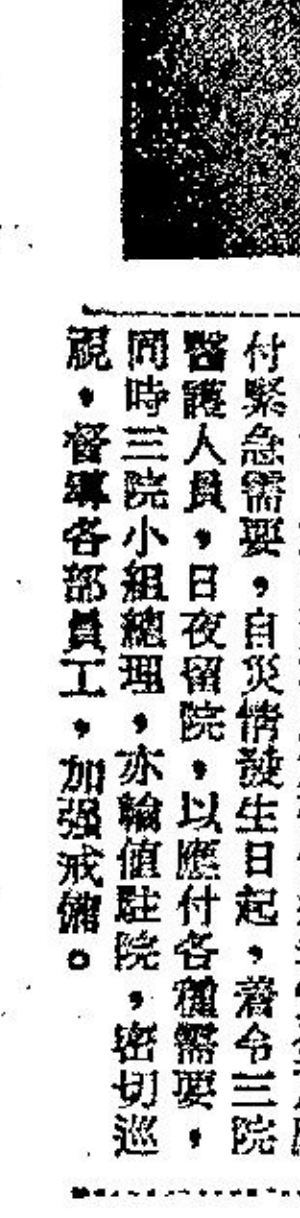 付緊急需要，自災情發生日起，着令三院
醫護人員，日夜留院，以應付各種需要，
同時三院小組總理，亦輪值駐院，密切巡
視，督導各部員工，加强戒備。